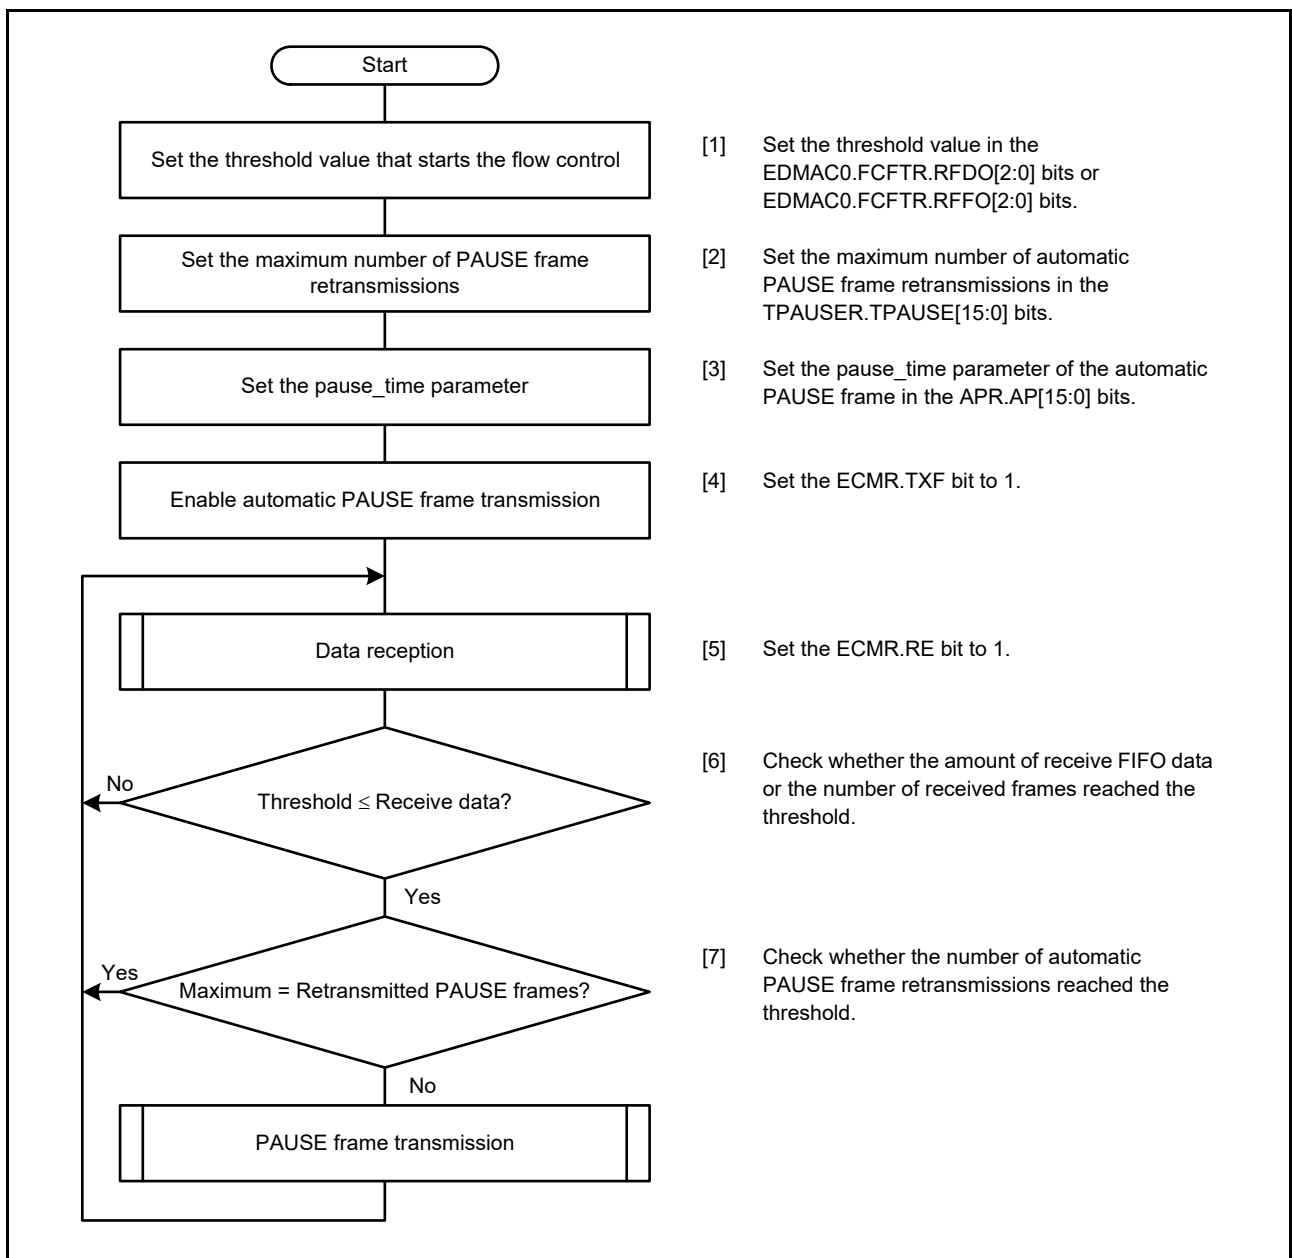 Start
Set the threshold value that starts the flow control
[1] Set the threshold value in the
EDMAC0.FCFTR.RFDO[2:0] bits or
EDMAC0.FCFTR.RFFO[2:0] bits.
Set the maximum number of PAUSE frame
retransmissions
[2] Set the maximum number of automatic
PAUSE frame retransmissions in the
TPAUSER.TPAUSE[15:0] bits.
Set the pause_time parameter
[3] Set the pause_time parameter of the automatic
PAUSE frame in the APR.AP[15:0] bits.
Enable automatic PAUSE frame transmission
[4] Set the ECMR.TXF bit to 1.
Data reception
[5] Set the ECMR.RE bit to 1.
No
Threshold ≤ Receive data?
[6] Check whether the amount of receive FIFO data
or the number of received frames reached the
threshold.
Yes
Yes
Maximum = Retransmitted PAUSE frames?
[7] Check whether the number of automatic
PAUSE frame retransmissions reached the
threshold.
No
PAUSE frame transmission